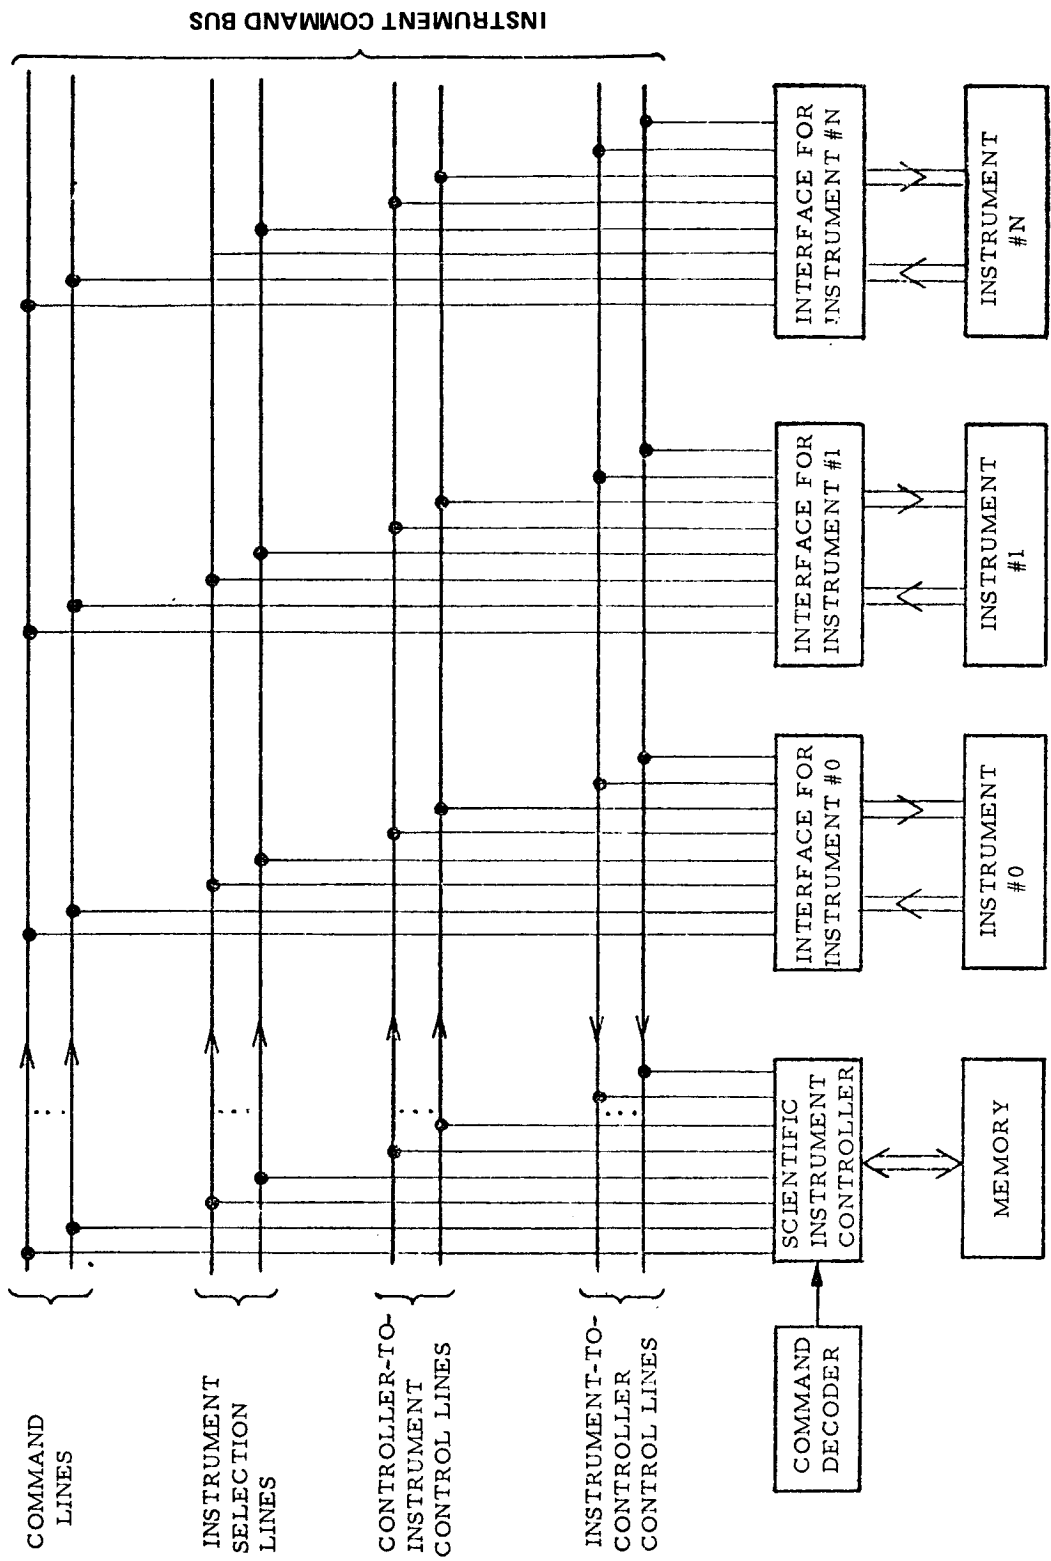 INSTRUMENT COMMAND BUS
COMMAND
LINES
INSTRUMENT
SELECTION
LINES
CONTROLLER-TO-
INSTRUMENT
CONTROL LINES
INSTRUMENT-TO-
CONTROLLER
CONTROL LINES
COMMAND
DECODER
SCIENTIFIC
INSTRUMENT
CONTROLLER
MEMORY
INTERFACE FOR
INSTRUMENT #0
INSTRUMENT
#0
INTERFACE FOR
INSTRUMENT #1
INSTRUMENT
#1
INTERFACE FOR
INSTRUMENT #N
INSTRUMENT
#N